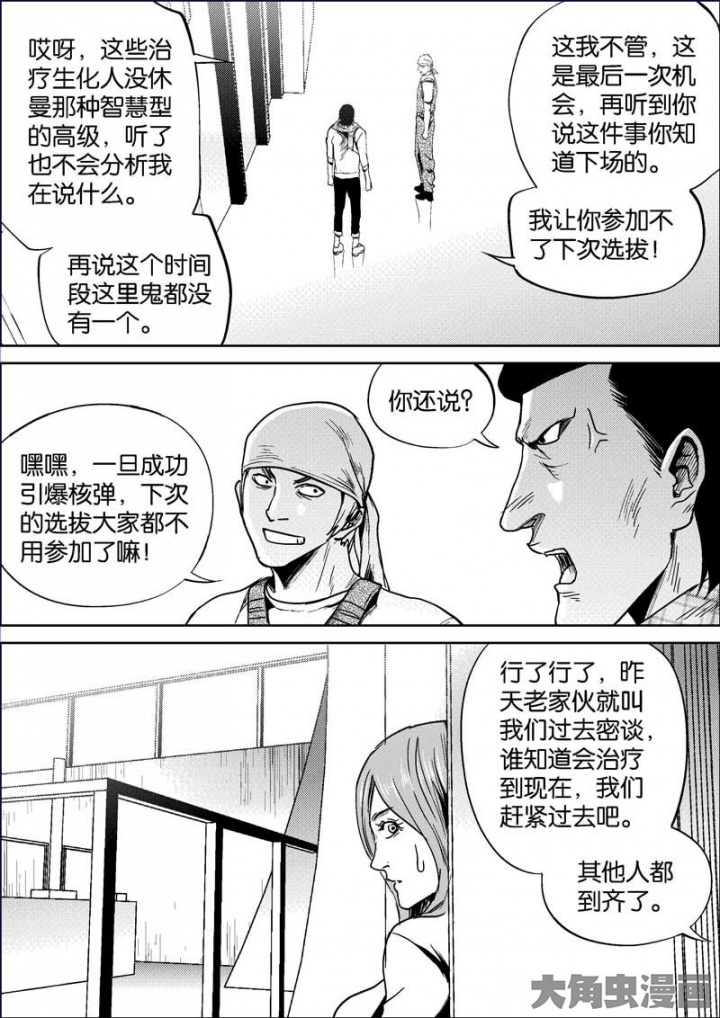 哎呀，这些治
疗生化人没休
曼那种智慧型
的高级，听了
也不会分析我
在说什么。
再说这个时间
段这里鬼都没
有一个。
这我不管，这
是最后一次机
会，再听到你
说这件事你知
道下场的。
我让你参加不
了下次选拔！
你还说？
嘿嘿，一旦成功
引爆核弹，下次
的选拔大家都不
用参加了嘛！
行了行了，昨
天老家伙就叫
我们过去密谈，
谁知道会治疗
到现在，我们
赶紧过去吧。
其他人都
到齐了。
大角虫漫画